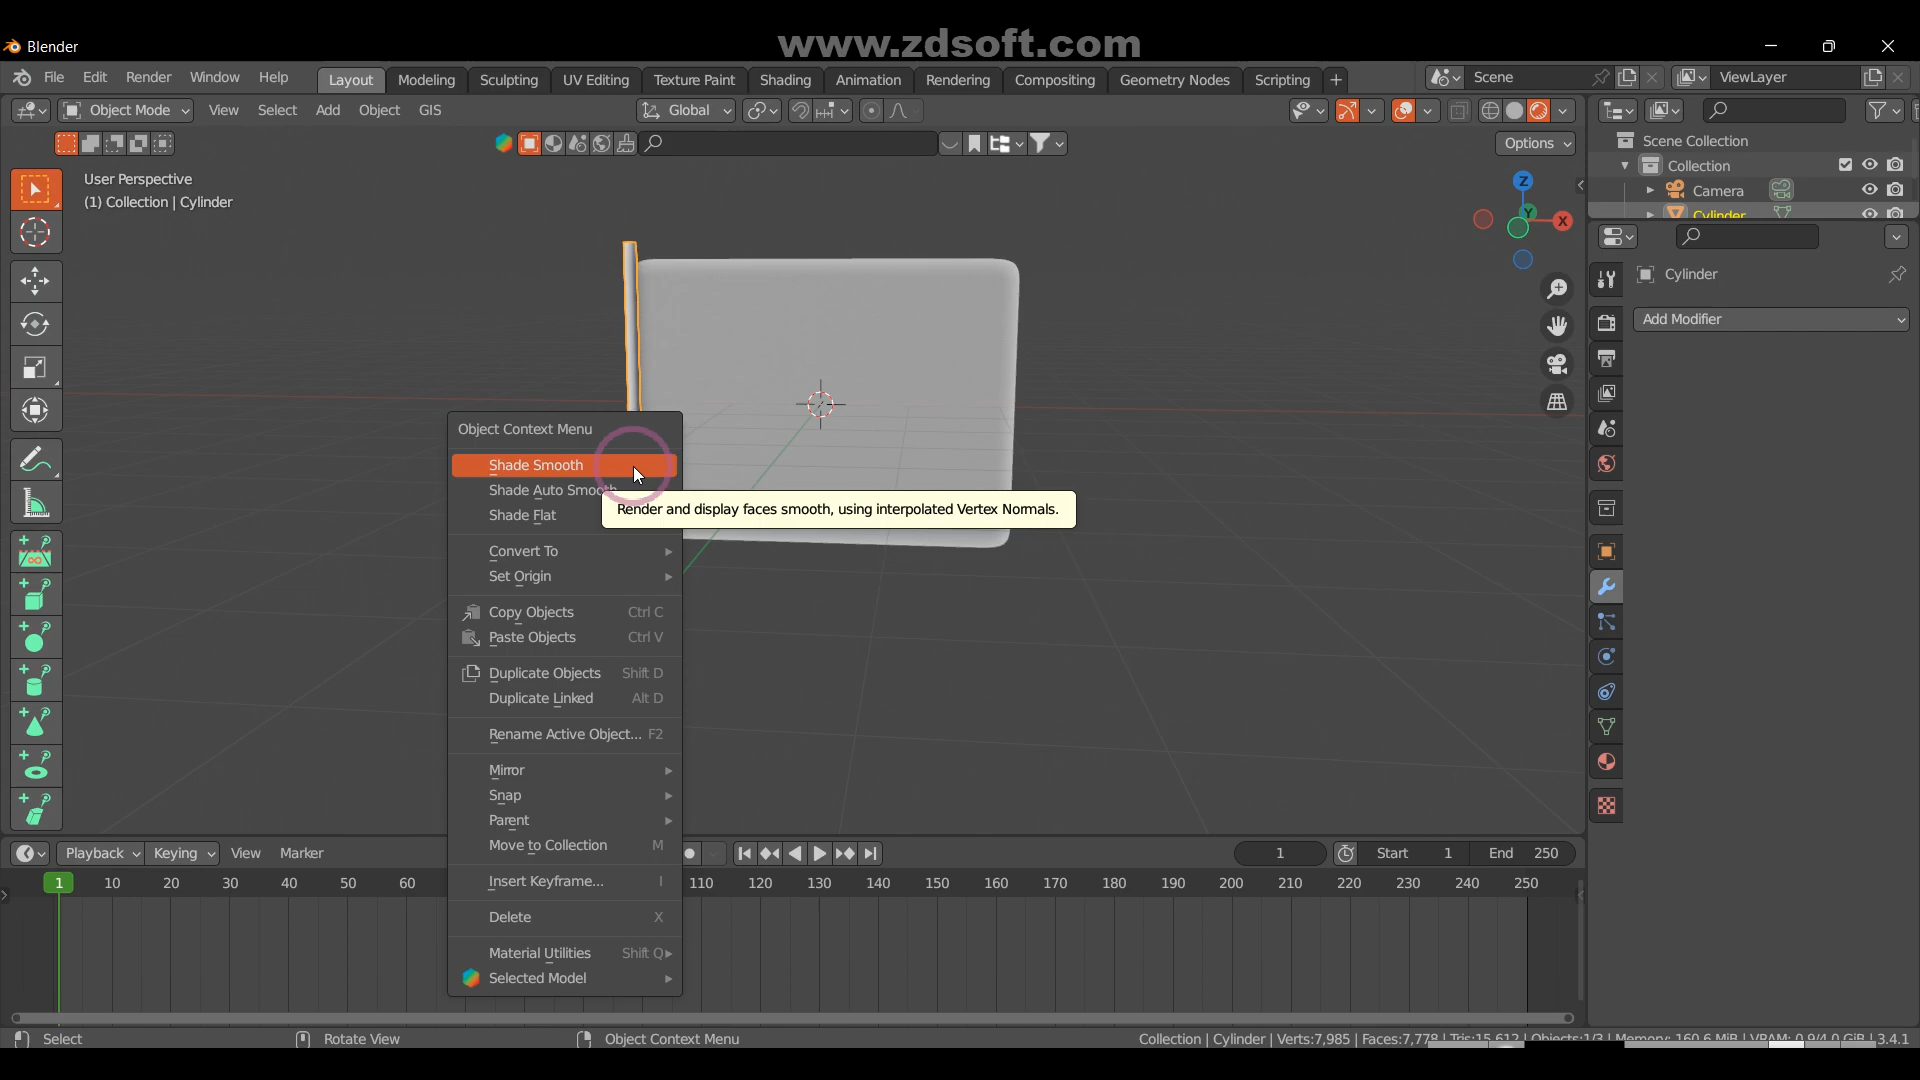 www.zdsoft.com
Blender
File Edit Render Window Help Layout Modeling Sculpting UV Editing Texture Paint Shading Animation Rendering Compositing Geometry Nodes Scripting + Scene ViewLayer
Object Mode View Select Add Object GIS Global
Options
Scene Collection
Collection
Camera
Cylinder
User Perspective
(1) Collection | Cylinder
Z
Y
X
Cylinder
Add Modifier
Object Context Menu
Shade Smooth
Shade Auto Smooth
Render and display faces smooth, using interpolated Vertex Normals.
Shade Flat
Convert To
Set Origin
Copy Objects Ctrl C
Paste Objects Ctrl V
Duplicate Objects Shift D
Duplicate Linked Alt D
Rename Active Object... F2
Mirror
Snap
Parent
Move to Collection M
Insert Keyframe... I
Delete X
Material Utilities Shift Q
Selected Model
Playback Keying View Marker 1 Start 1 End 250
1 10 20 30 40 50 60 110 120 130 140 150 160 170 180 190 200 210 220 230 240 250
Select Rotate View Object Context Menu Collection | Cylinder | Verts:7,985 | Faces:7,778 | Tris:15,612 | Objects:1/3 | Memory: 160.6 MiB | VRAM: 0.9/4.0 GiB | 3.4.1